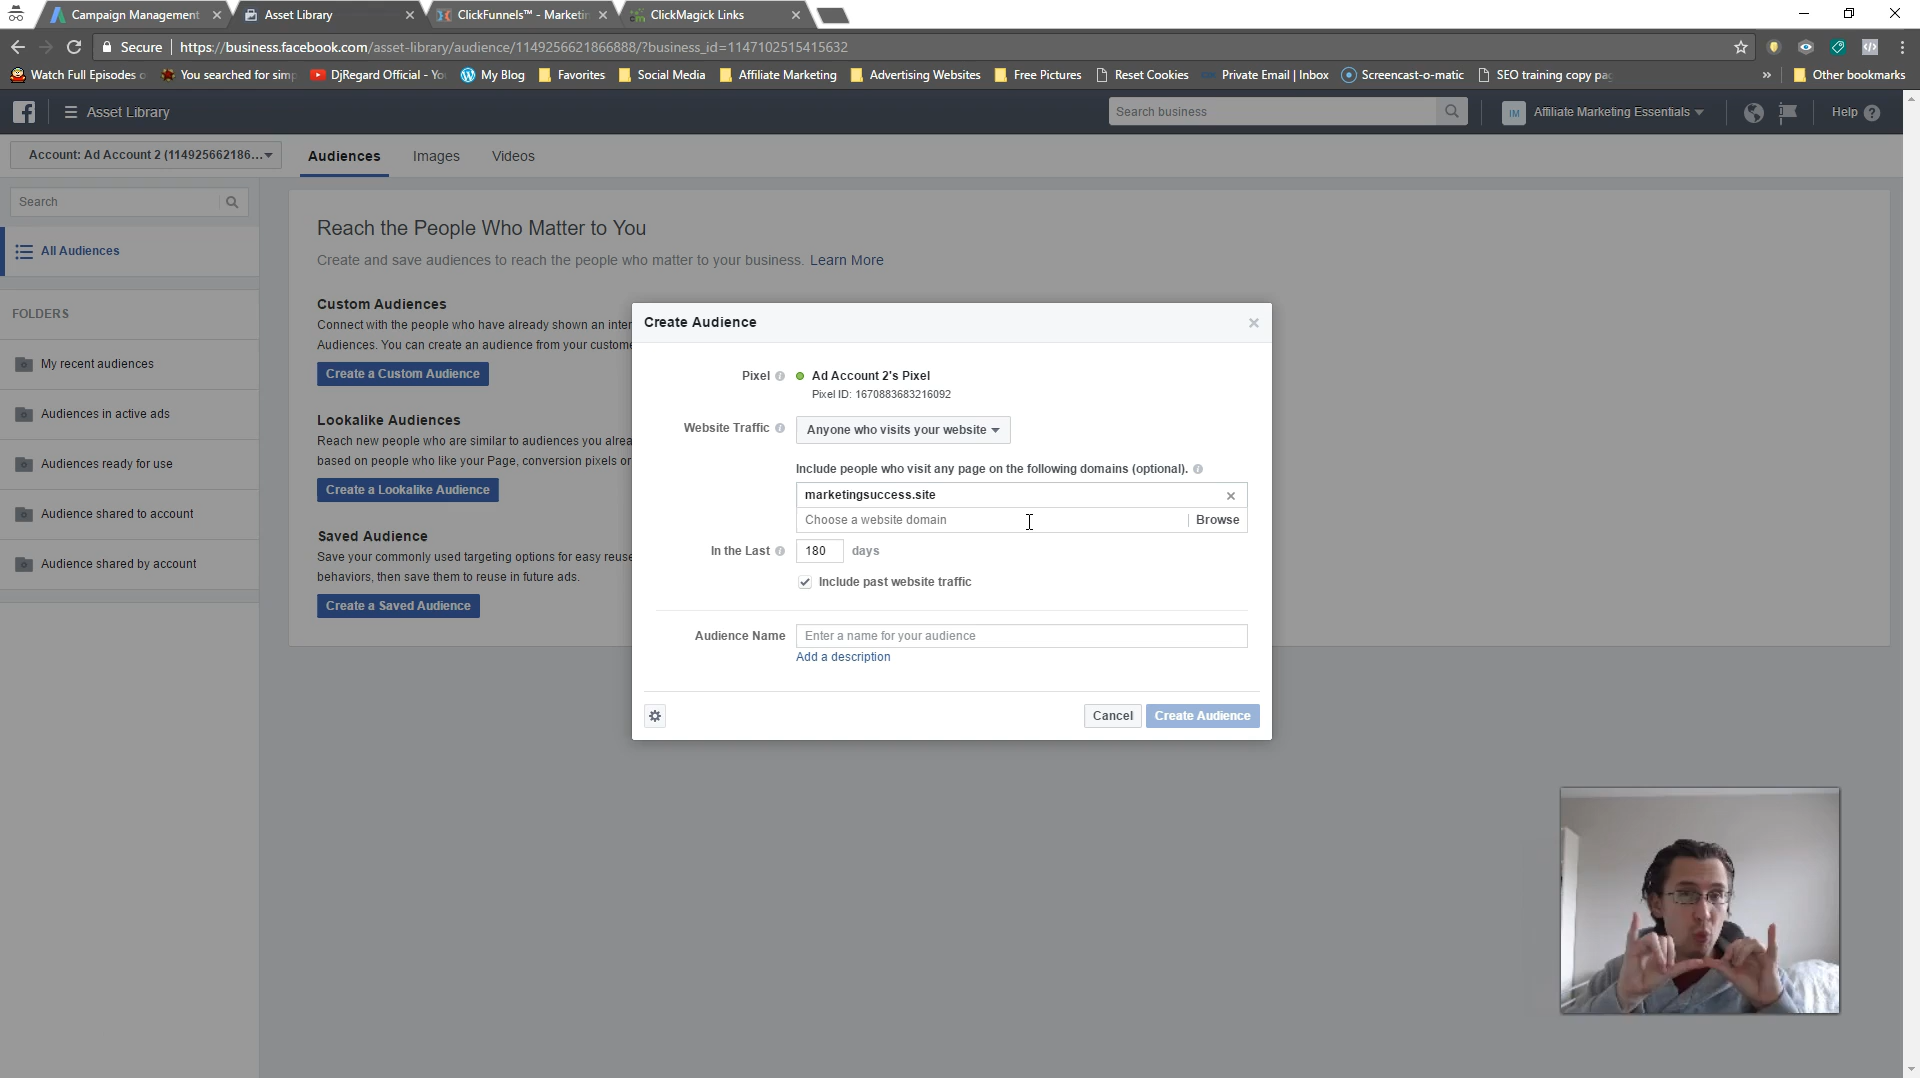 Campaign Management
Asset Library
ClickFunnels™ - Marketin
ClickMagick Links
Secure
https://business.facebook.com/asset-library/audience/1149256621866888/?business_id=1147102515415632
Watch Full Episodes o
You searched for simp
DjRegard Official - Yo
My Blog
Favorites
Social Media
Affiliate Marketing
Advertising Websites
Free Pictures
Reset Cookies
Private Email | Inbox
Screencast-o-matic
SEO training copy pag
»
Other bookmarks
Asset Library
Search business
IM
Affiliate Marketing Essentials
Help
Account: Ad Account 2 (114925662186...
Audiences
Images
Videos
Search
All Audiences
FOLDERS
My recent audiences
Audiences in active ads
Audiences ready for use
Audience shared to account
Audience shared by account
Reach the People Who Matter to You
Create and save audiences to reach the people who matter to your business. Learn More
Custom Audiences
Connect with the people who have already shown an inter
Audiences. You can create an audience from your custome
Create a Custom Audience
Lookalike Audiences
Reach new people who are similar to audiences you alrea
based on people who like your Page, conversion pixels or
Create a Lookalike Audience
Saved Audience
Save your commonly used targeting options for easy reuse
behaviors, then save them to reuse in future ads.
Create a Saved Audience
Create Audience
Pixel
Ad Account 2's Pixel
Pixel ID: 1670883683216092
Website Traffic
Anyone who visits your website
Include people who visit any page on the following domains (optional).
marketingsuccess.site
Choose a website domain
Browse
In the Last
180
days
Include past website traffic
Audience Name
Enter a name for your audience
Add a description
Cancel
Create Audience